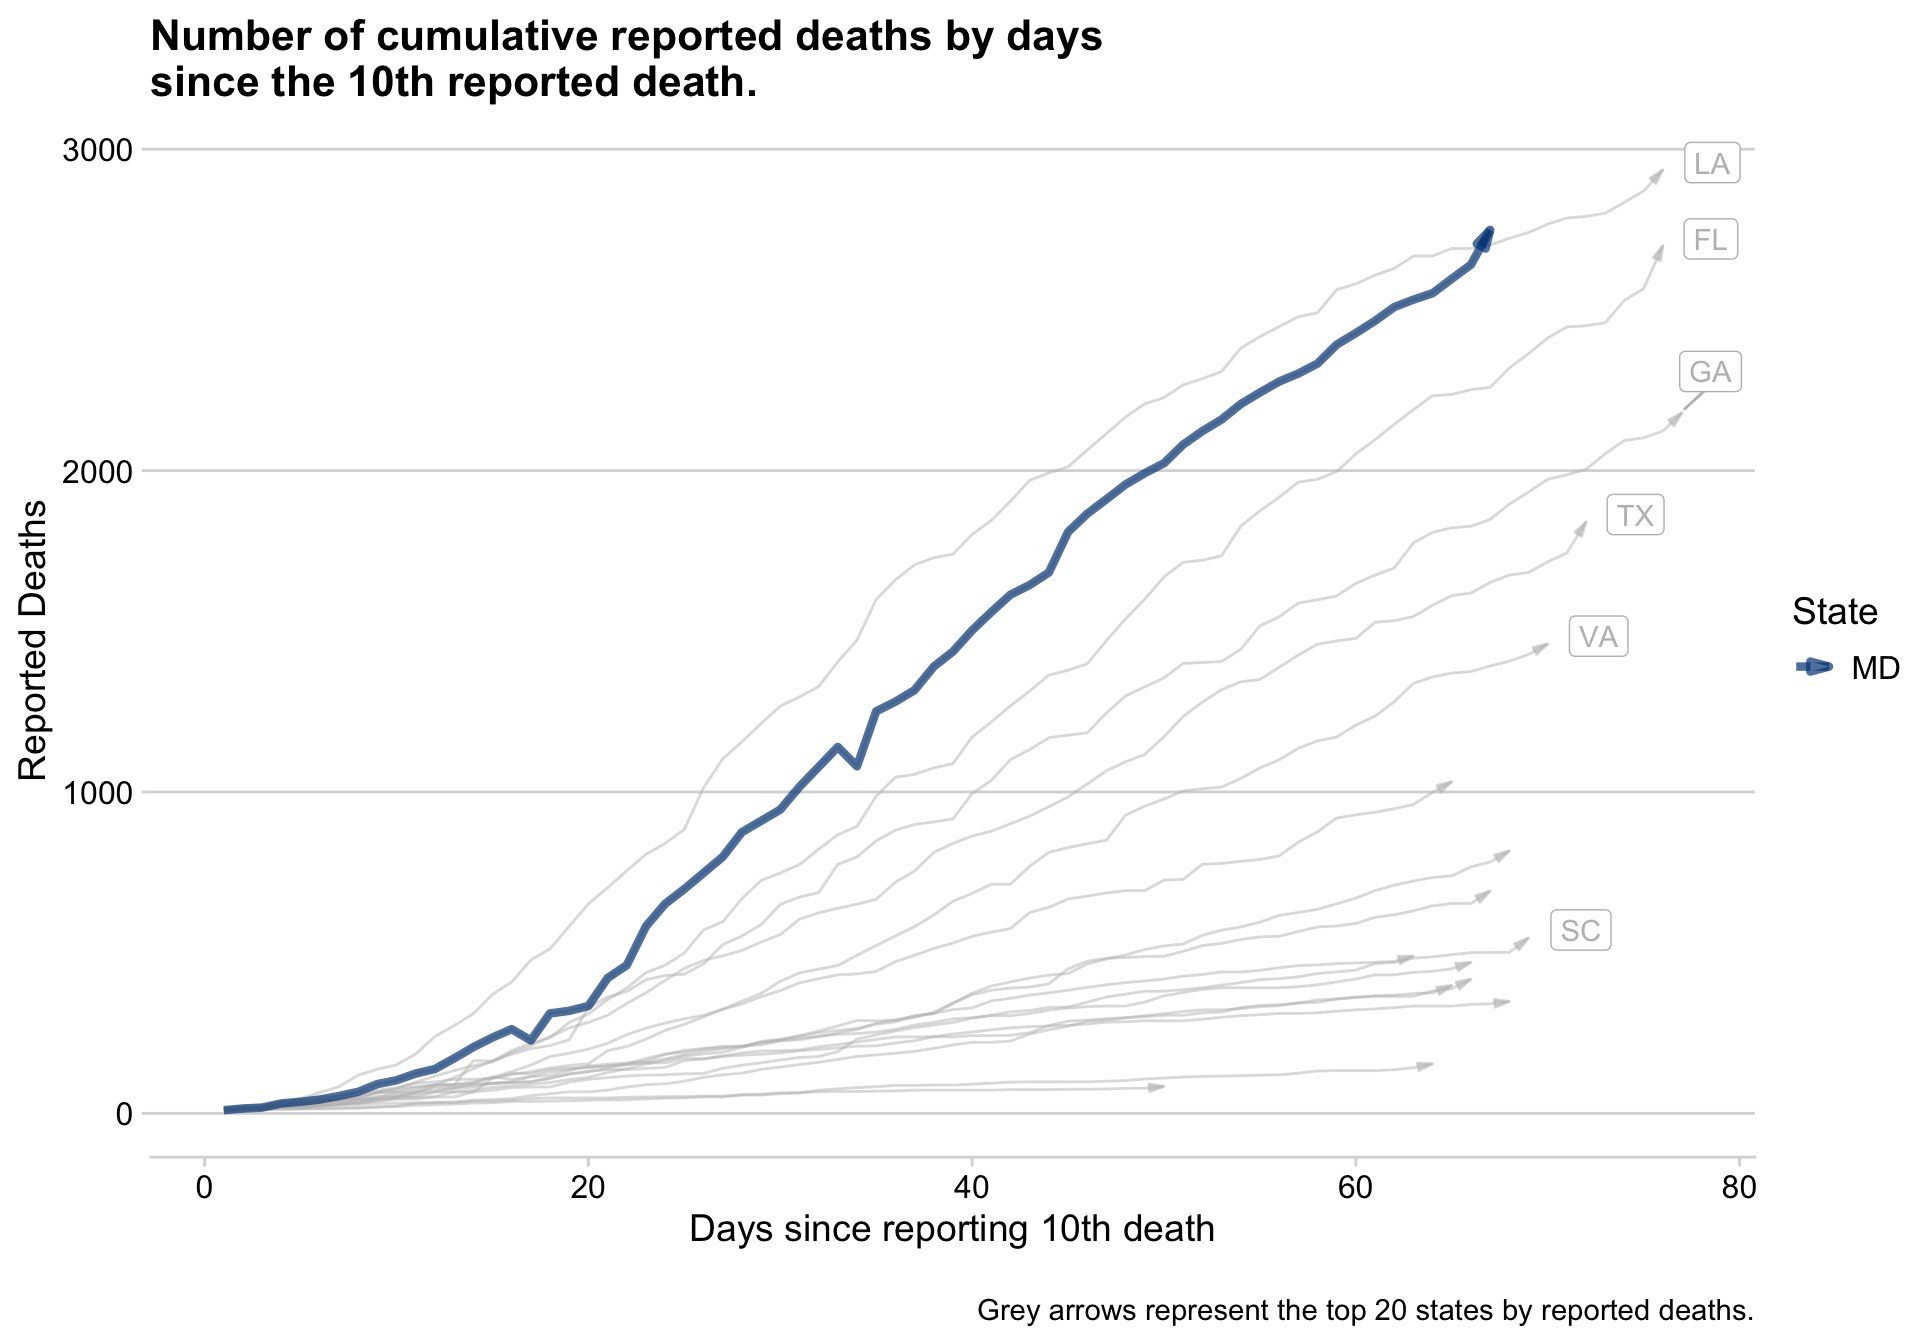 Number of cumulative reported deaths by days
since the 10th reported death.
3000
LA
FL
GA
2000
TX
Reported Deaths
State
VA
MD
1000
SC
0
0 20 40 60 80
Days since reporting 10th death
Grey arrows represent the top 20 states by reported deaths.